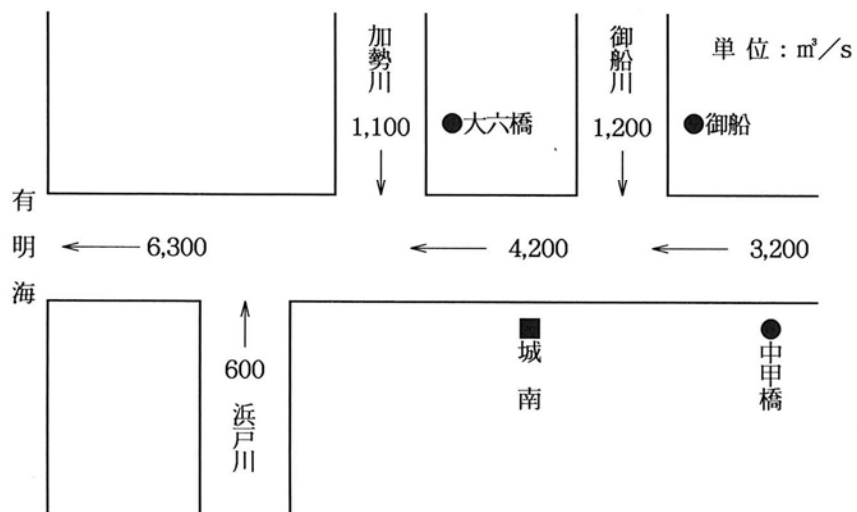 加勢川
1,100
●大六橋
御船川
1,200
●御船
単位：㎥／s
有明海
6,300
4,200
3,200
600
浜戸川
■
城南
●
中甲橋